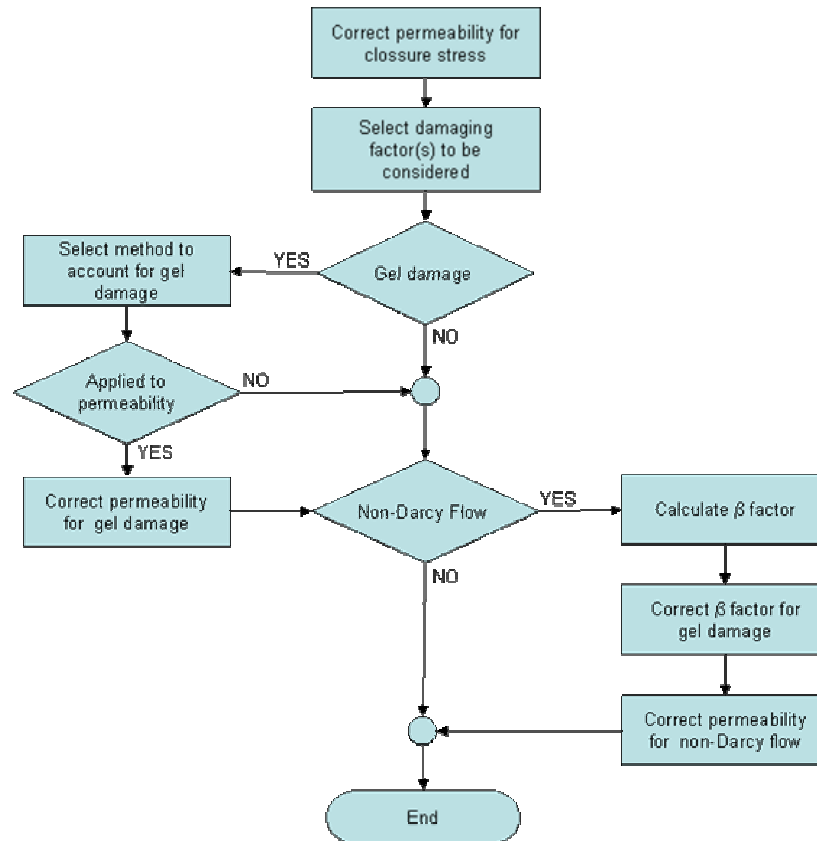 Correct permeability for
clossure stress
Select damaging
factor(s) to be
considered
Select method to
account for gel
damage
YES
Gel damage
NO
Applied to
permeability
NO
YES
Correct permeability
for gel damage
Non-Darcy Flow
YES
Calculate β factor
NO
Correct β factor for
gel damage
Correct permeability
for non-Darcy flow
End